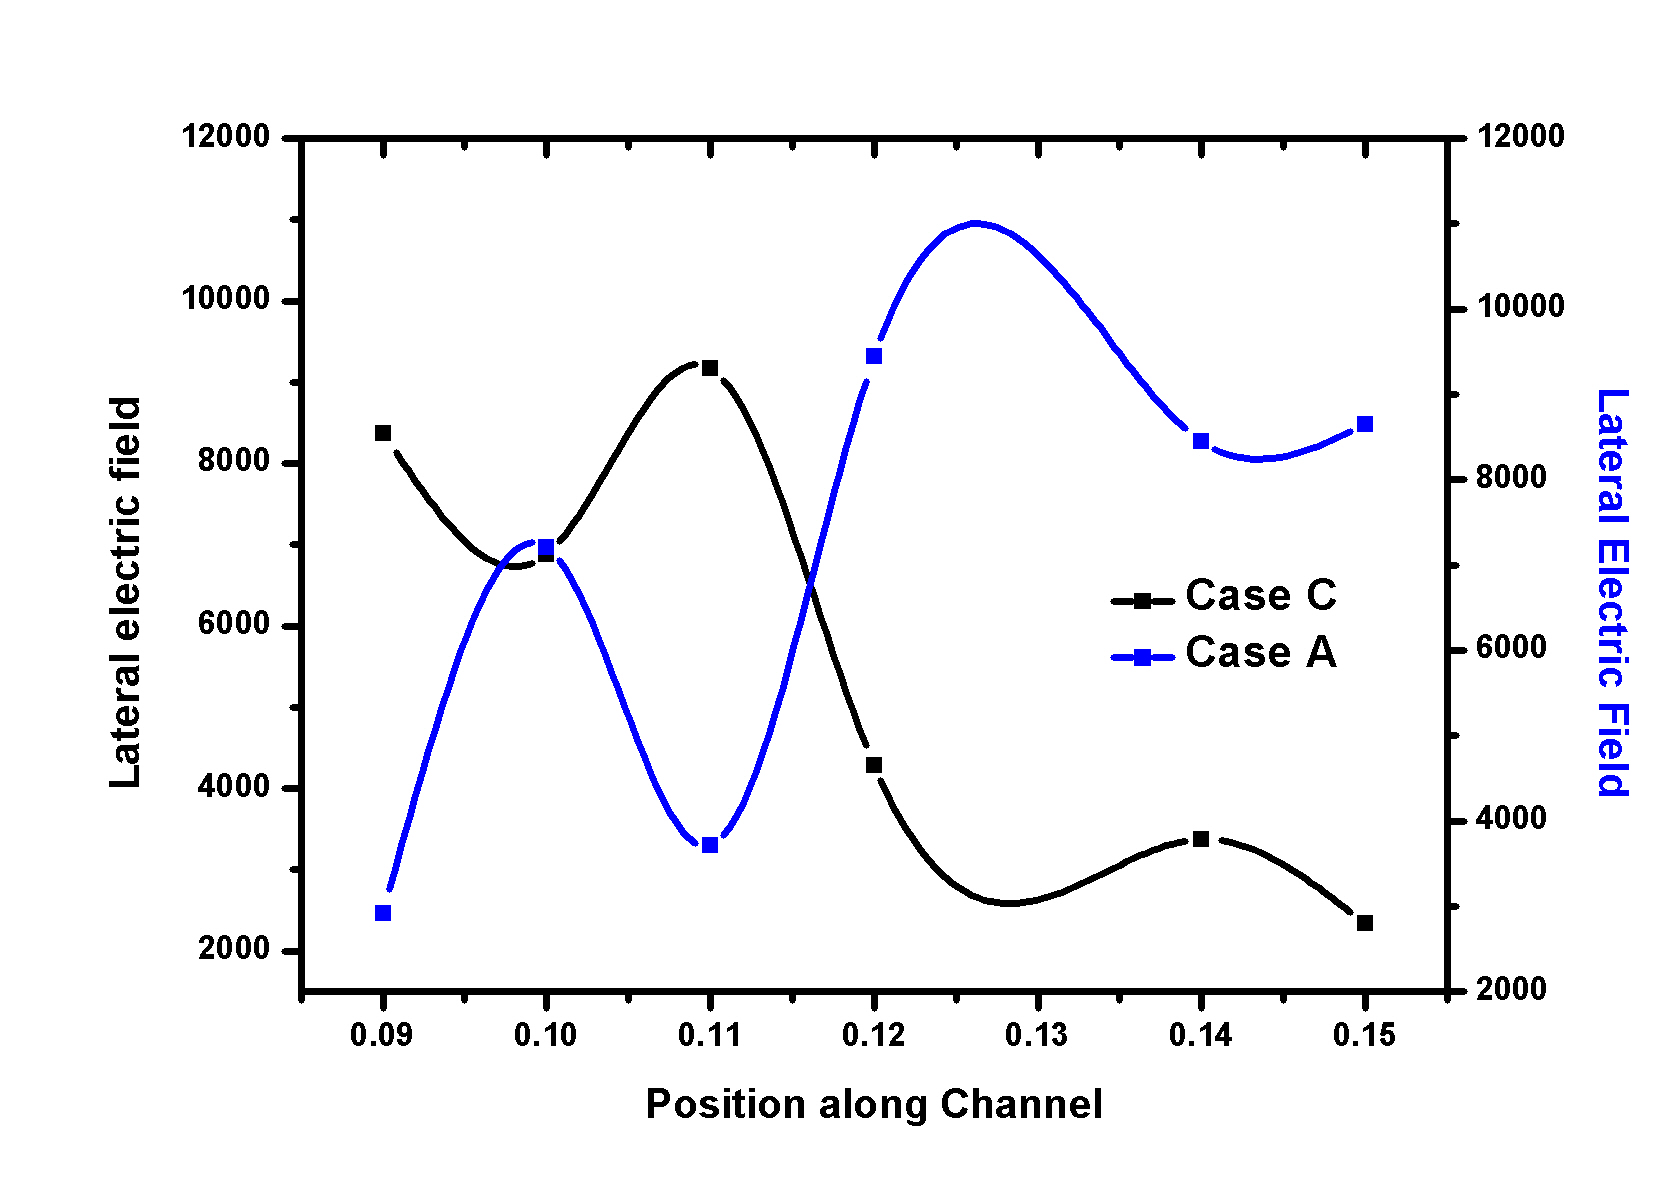 12000
10000
8000
6000
4000
2000
Lateral electric field
12000
10000
8000
6000
4000
2000
Lateral Electric Field
Case C
Case A
0.09 0.10 0.11 0.12 0.13 0.14 0.15
Position along Channel